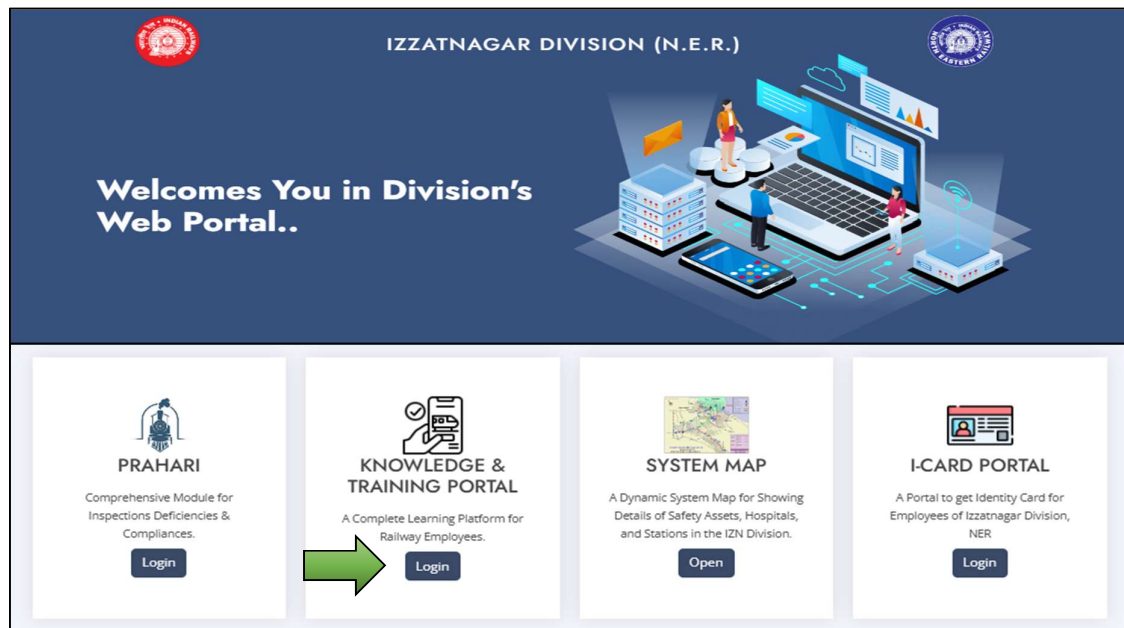 IZZATNAGAR DIVISION (N.E.R.)
Welcomes You in Division's
Web Portal..
PRAHARI
Comprehensive Module for
Inspections Deficiencies &
Compliances.
Login
KNOWLEDGE &
TRAINING PORTAL
A Complete Learning Platform for
Railway Employees.
Login
SYSTEM MAP
A Dynamic System Map for Showing
Details of Safety Assets, Hospitals,
and Stations in the IZN Division.
Open
I-CARD PORTAL
A Portal to get Identity Card for
Employees of Izzatnagar Division,
NER
Login